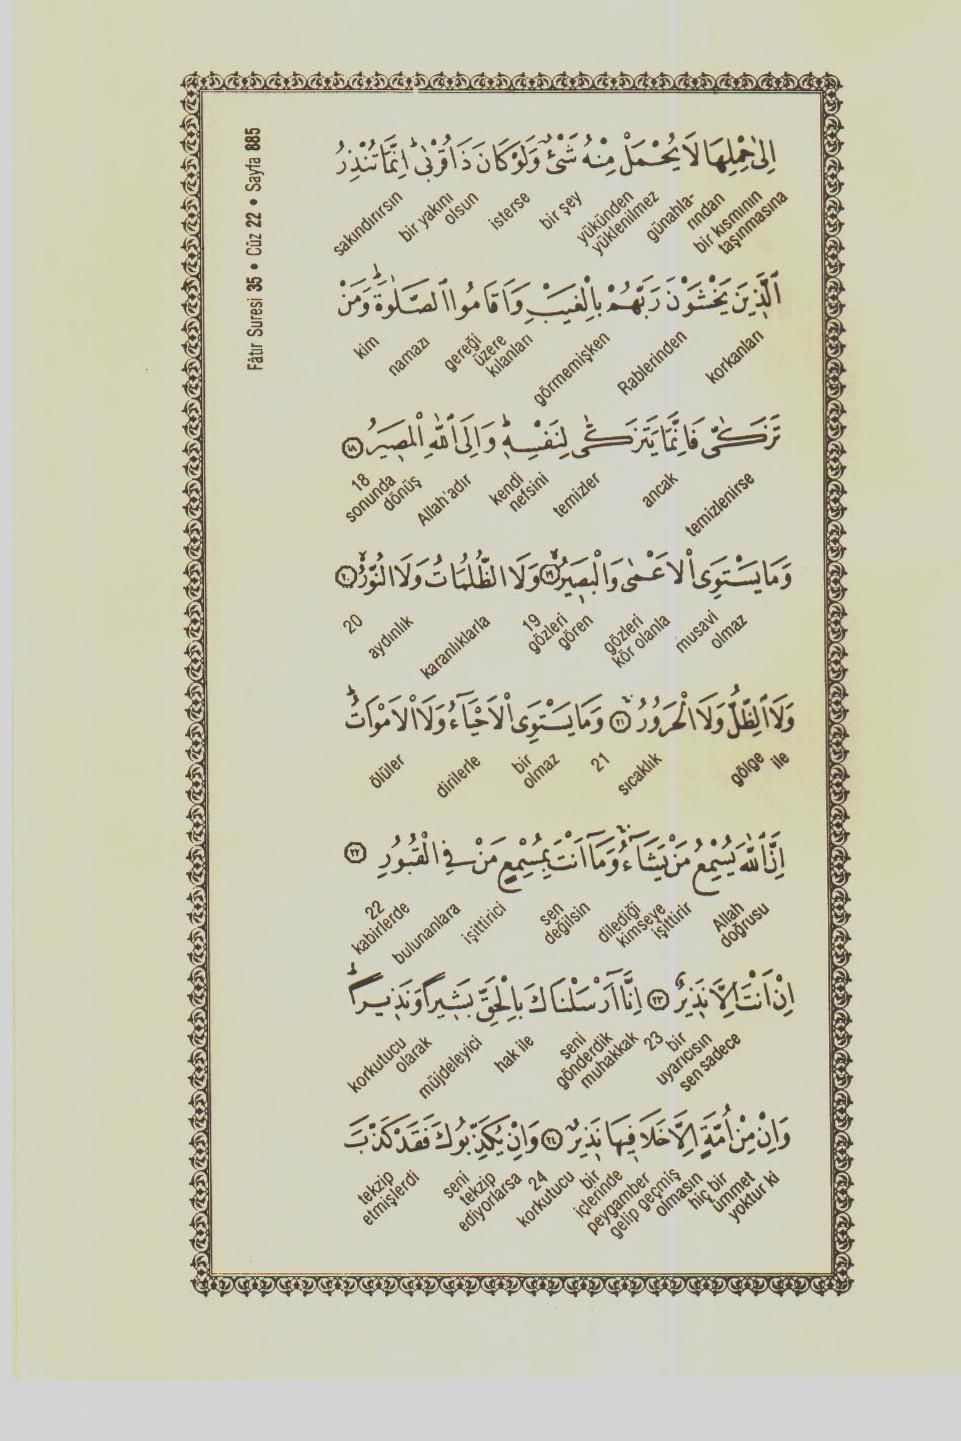 Fâtır Suresi 35 • Cüz 22 • Sayfa 885
اِلٰى حِمْلِهَا لَا يُحْمَلْ مِنْهُ شَيْءٌ وَلَوْ كَانَ ذَا قُرْبٰىۜ اِنَّمَا تُنْذِرُ
bir kısmının taşınmasına günahla- rından yükünden yüklenilmez bir şey isterse olsun bir yakını sakındırırsın
الَّذِينَ يَخْشَوْنَ رَبَّهُمْ بِالْغَيْبِ وَاَقَامُوا الصَّلٰوةَۜ وَمَنْ
korkanları Rablerinden görmemişken gereği üzere kılanları namazı kim
تَزَكّٰى فَاِنَّمَا يَتَزَكّٰى لِنَفْسِهٖۜ وَاِلَى اللّٰهِ الْمَصِيرُ ١٨
temizlenirse ancak temizler kendi nefsini Allah'adır sonunda dönüş 18
وَمَا يَسْتَوِى الْاَعْمٰى وَالْبَصِيرُۙ ١٩ وَلَا الظُّلُمَاتُ وَلَا النُّورُۙ ٢٠
musavi olmaz gözleri kör olanla gözleri gören 19 karanlıklarla aydınlık 20
وَلَا الظِّلُّ وَلَا الْحَرُورُۚ ٢١ وَمَا يَسْتَوِى الْاَحْيَٓاءُ وَلَا الْاَمْوَاتُۜ
gölge ile sıcaklık 21 bir olmaz dirilerle ölüler
اِنَّ اللّٰهَ يُسْمِعُ مَنْ يَشَٓاءُۚ وَمَٓا اَنْتَ بِمُسْمِعٍ مَنْ فِى الْقُبُورِ ٢٢
Allah doğrusu dilediği kimseye işittirir sen değilsin işittirici bulunanlara kabirlerde 22
اِنْ اَنْتَ اِلَّا نَذِيرٌ ٢٣ اِنَّٓا اَرْسَلْنَاكَ بِالْحَقِّ بَشِيرًا وَنَذِيرًاۜ
bir uyarıcısın sen sadece 23 seni gönderdik muhakkak hak ile müjdeleyici korkutucu olarak
وَاِنْ مِنْ اُمَّةٍ اِلَّا خَلَا فِيهَا نَذِيرٌ ٢٤ وَاِنْ يُكَذِّبُوكَ فَقَدْ كَذَّبَ
hiç bir ümmet yoktur ki bir içlerinde peygamber gelip geçmiş olmasın korkutucu 24 seni tekzip ediyorlarsa tekzip etmişlerdi